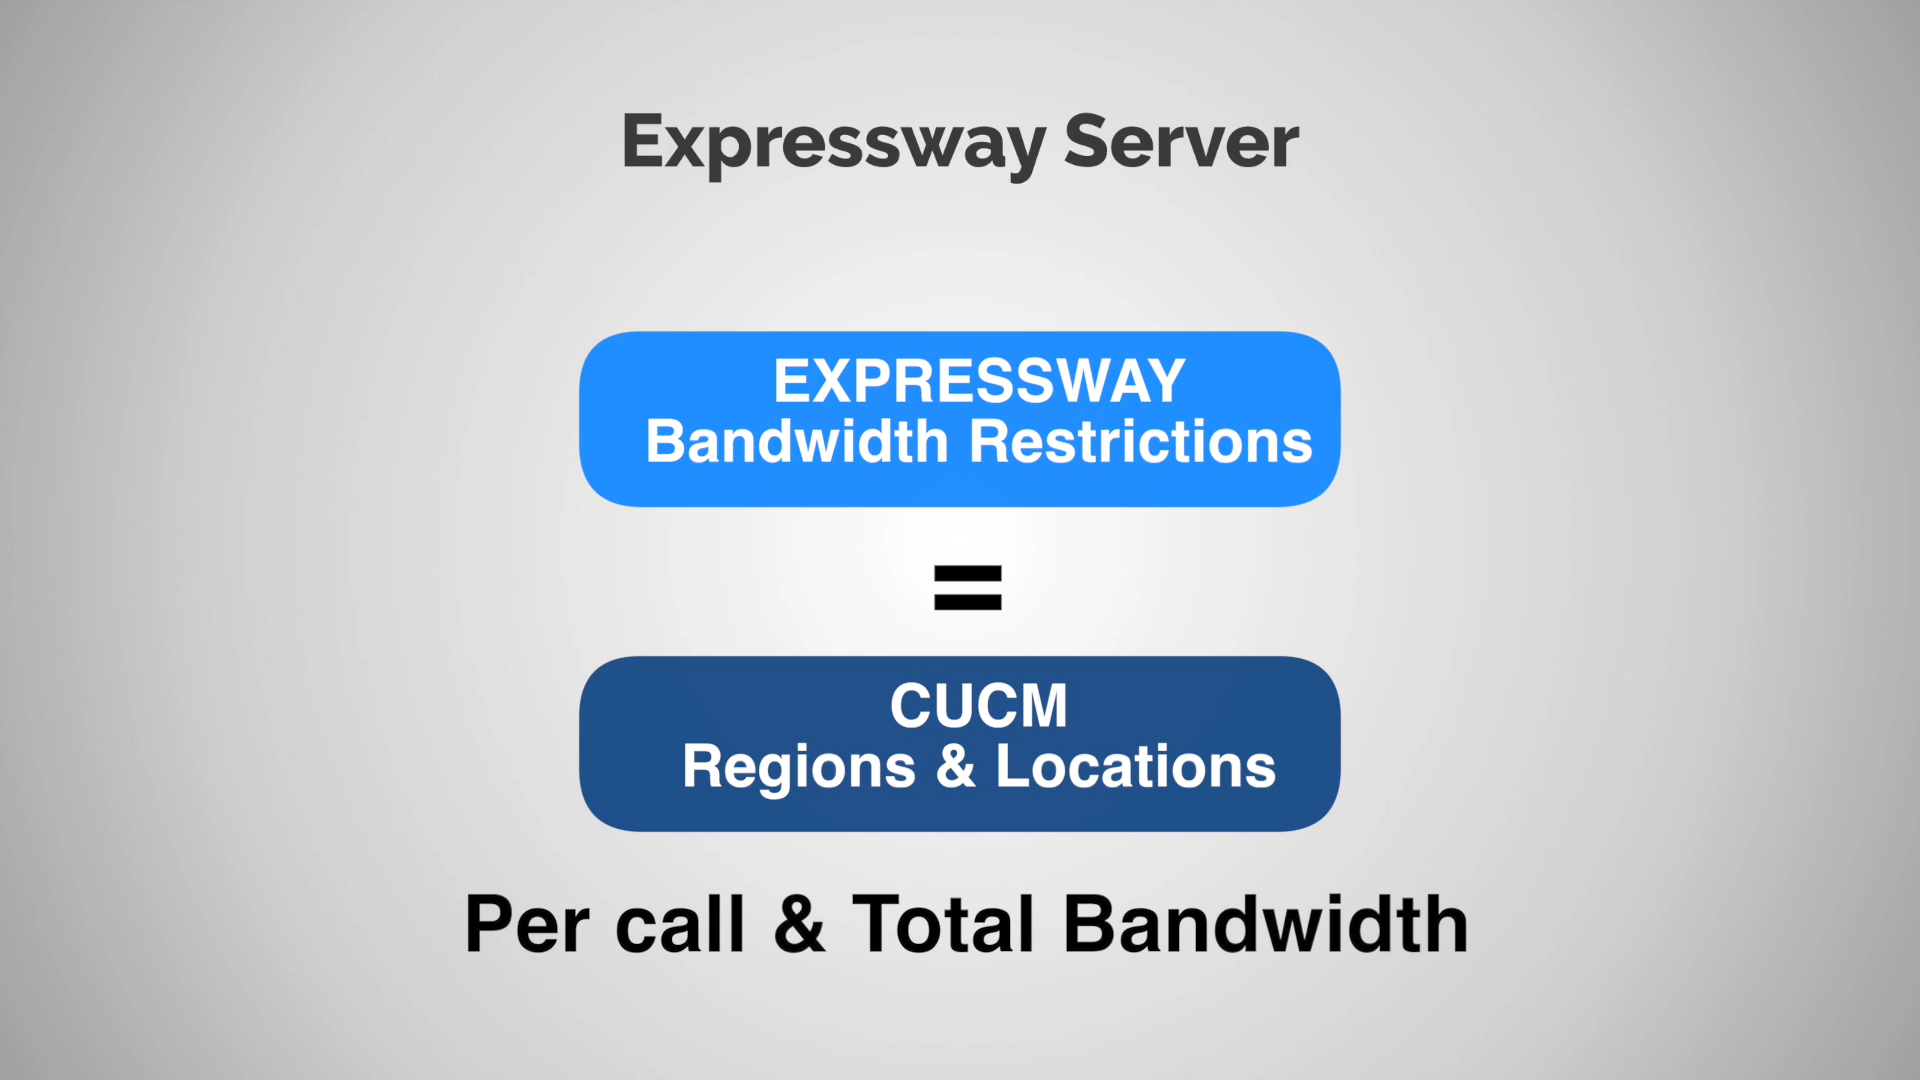 Expressway Server
EXPRESSWAY
Bandwidth Restrictions
=
CUCM
Regions & Locations
Per call & Total Bandwidth